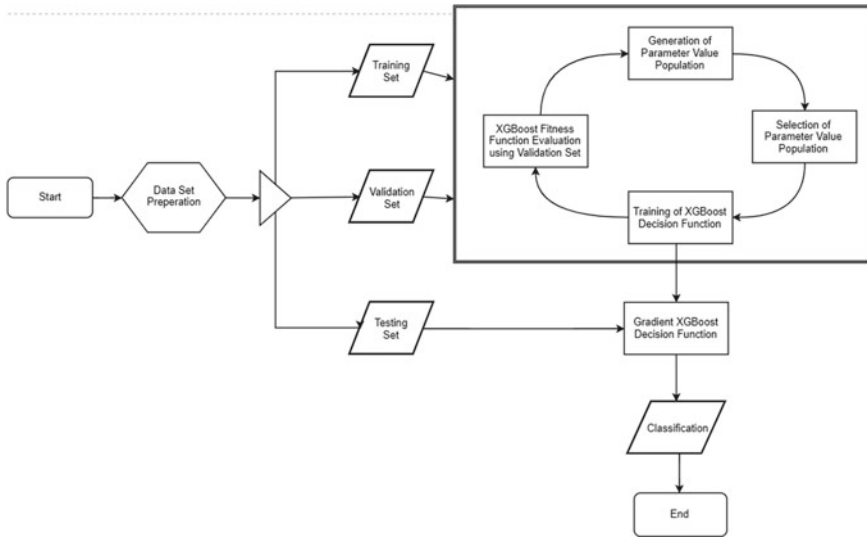 Start
Data Set
Preperation
Training
Set
Validation
Set
Testing
Set
Generation of
Parameter Value
Population
Selection of
Parameter Value
Population
Training of XGBoost
Decision Function
XGBoost Fitness
Function Evaluation
using Validation Set
Gradient XGBoost
Decision Function
Classification
End